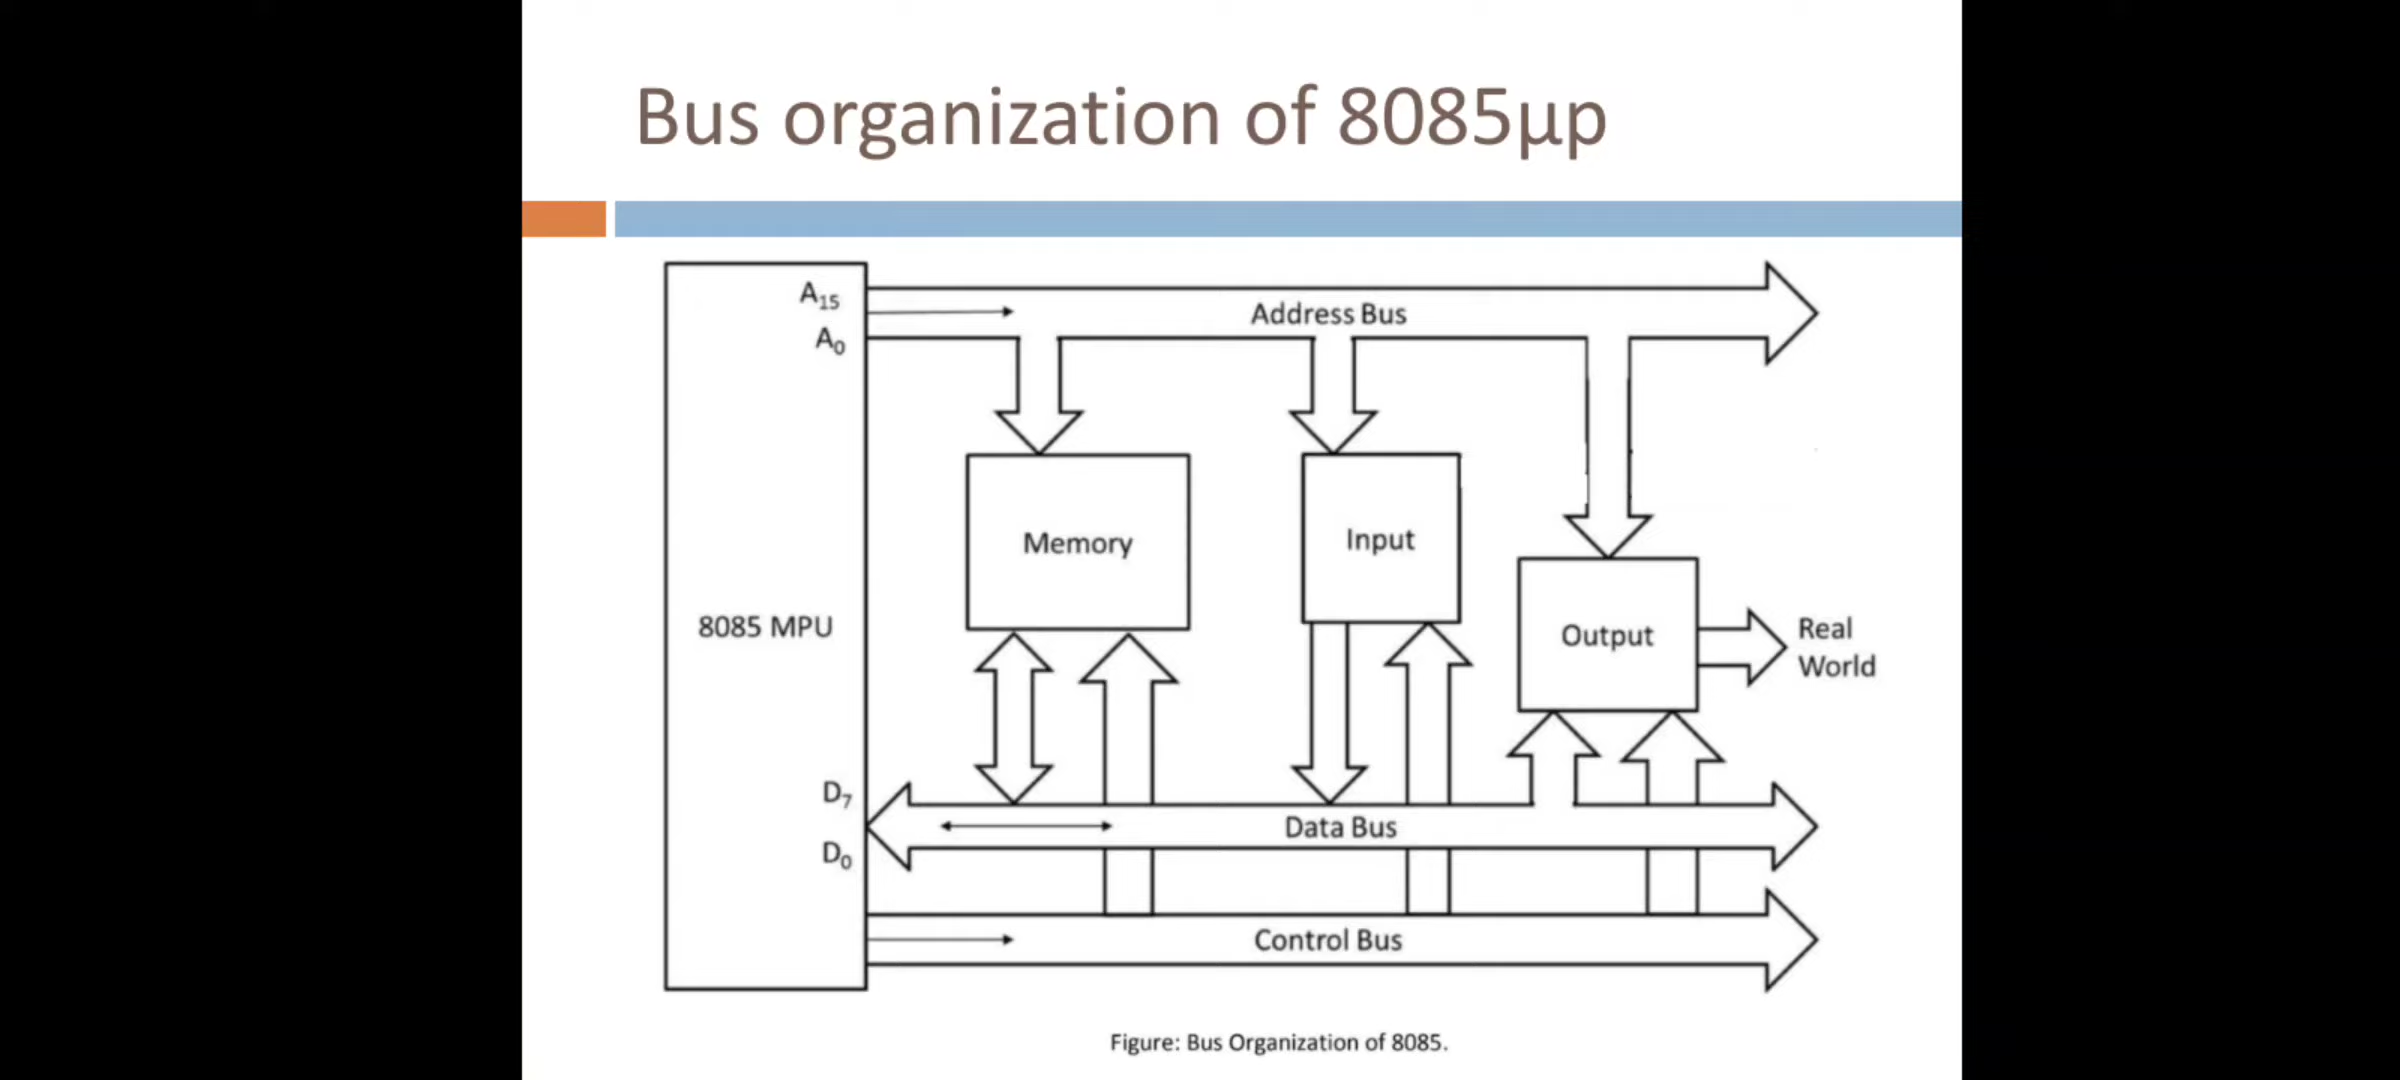 Bus organization of 8085µp
A15
Address Bus
A0
Memory
Input
8085 MPU
Output
Real
World
D7
Data Bus
D0
Control Bus
Figure: Bus Organization of 8085.